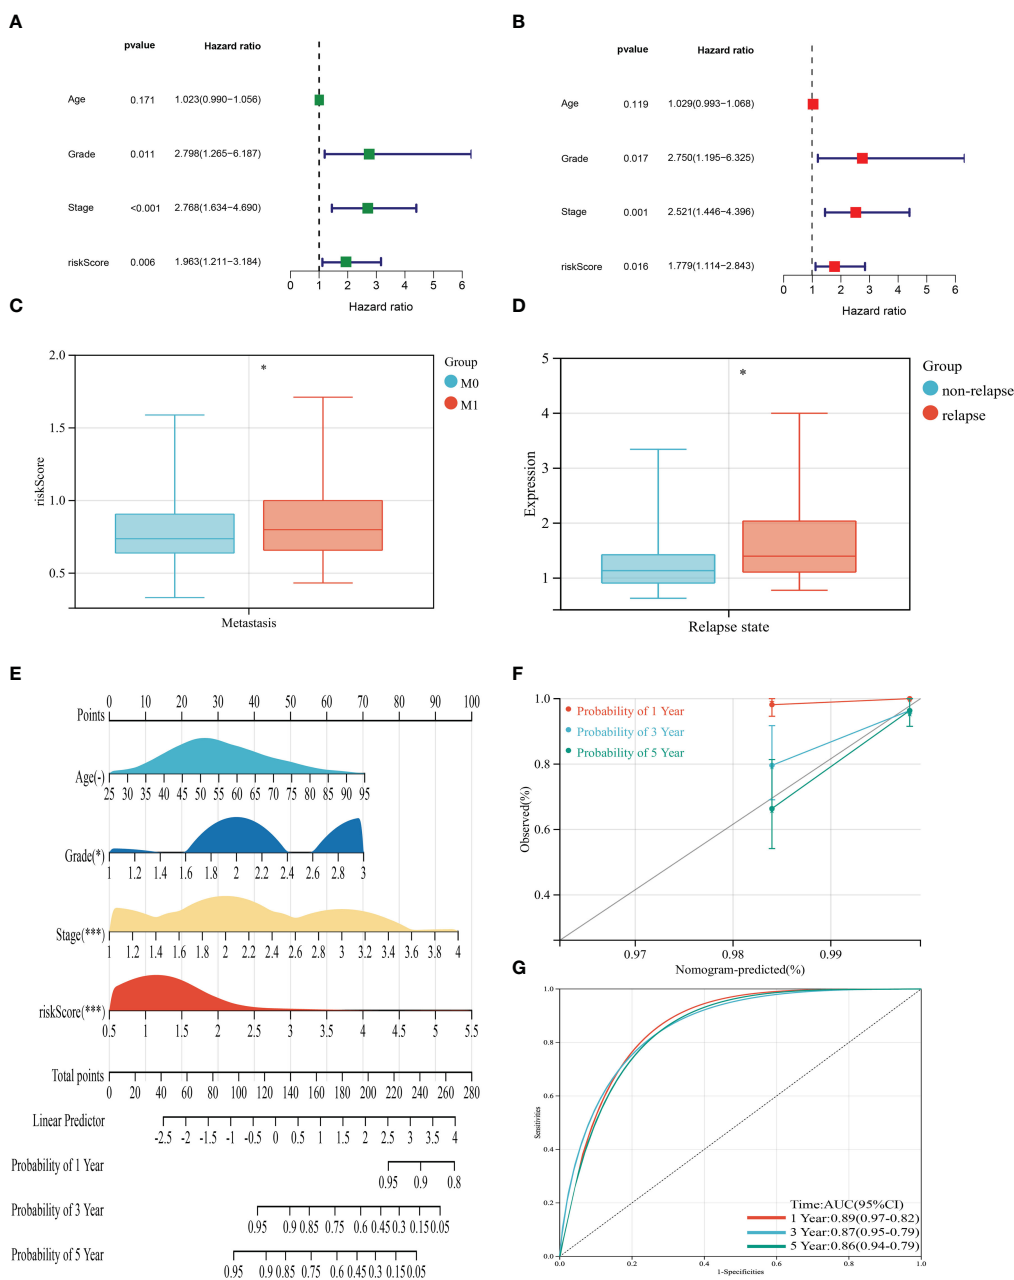 A
pvalue Hazard ratio
Age 0.171 1.023(0.990−1.056)
Grade 0.011 2.798(1.265−6.187)
Stage <0.001 2.768(1.634−4.690)
riskScore 0.006 1.963(1.211−3.184)
0 1 2 3 4 5 6
Hazard ratio
B
pvalue Hazard ratio
Age 0.119 1.029(0.993−1.068)
Grade 0.017 2.750(1.195−6.325)
Stage 0.001 2.521(1.446−4.396)
riskScore 0.016 1.779(1.114−2.843)
0 1 2 3 4 5 6
Hazard ratio
C
riskScore
2.0
1.5
1.0
0.5
*
Metastasis
Group
M0
M1
D
Expression
5
4
3
2
1
*
Relapse state
Group
non-relapse
relapse
E
0 10 20 30 40 50 60 70 80 90 100
Points
Age(-)
25 30 35 40 45 50 55 60 65 70 75 80 85 90 95
Grade(*)
1 1.2 1.4 1.6 1.8 2 2.2 2.4 2.6 2.8 3
Stage(***)
1 1.2 1.4 1.6 1.8 2 2.2 2.4 2.6 2.8 3 3.2 3.4 3.6 3.8 4
riskScore(***)
0.5 1 1.5 2 2.5 3 3.5 4 4.5 5 5.5
Total points
0 20 40 60 80 100 120 140 160 180 200 220 240 260 280
Linear Predictor
-2.5 -2 -1.5 -1 -0.5 0 0.5 1 1.5 2 2.5 3 3.5 4
Probability of 1 Year
0.95 0.9 0.8
Probability of 3 Year
0.95 0.9 0.85 0.75 0.6 0.45 0.3 0.15 0.05
Probability of 5 Year
0.95 0.9 0.85 0.75 0.6 0.45 0.3 0.15 0.05
F
Observed(%)
1.0
0.8
0.6
0.4
Probability of 1 Year
Probability of 3 Year
Probability of 5 Year
0.97 0.98 0.99
Nomogram-predicted(%)
G
Sensitivities
1.0
0.8
0.6
0.4
0.2
0.0
Time:AUC(95%CI)
1 Year:0.89(0.97-0.82)
3 Year:0.87(0.95-0.79)
5 Year:0.86(0.94-0.79)
0.0 0.2 0.4 0.6 0.8 1.0
1-Specificities